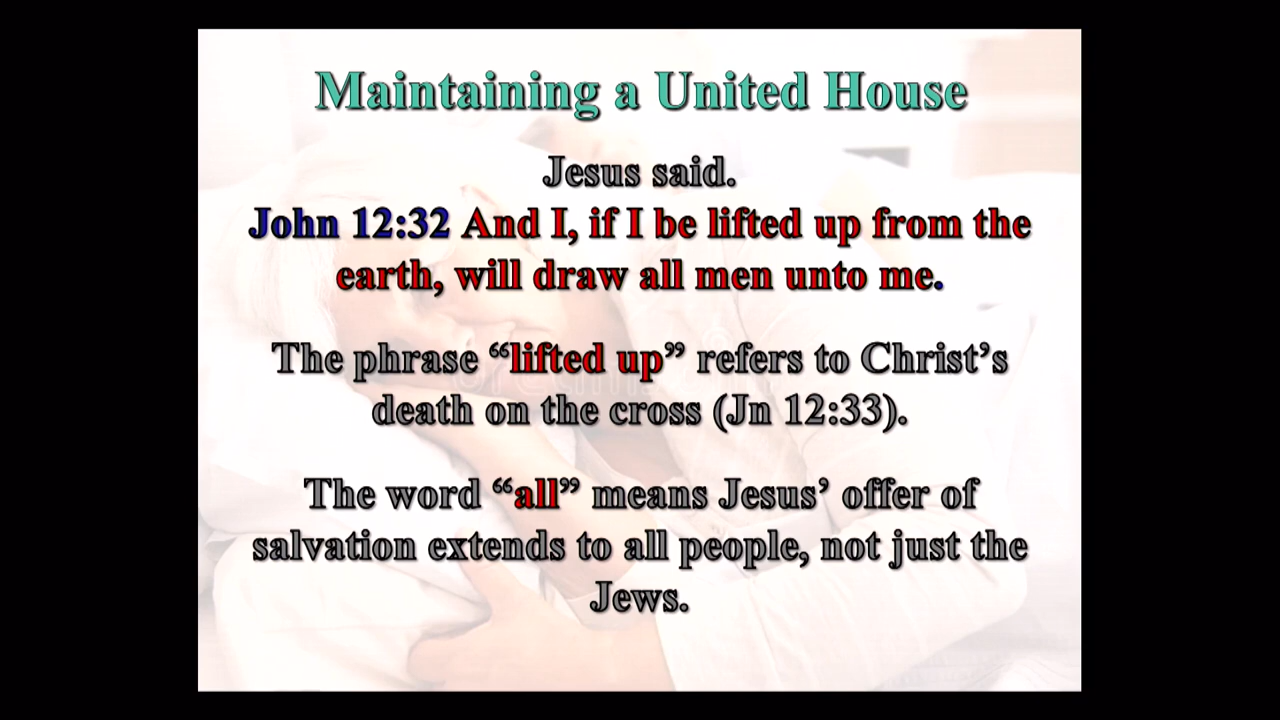 Maintaining a United House
Jesus said.
John 12:32 And I, if I be lifted up from the
earth, will draw all men unto me.
The phrase “lifted up” refers to Christ’s
death on the cross (Jn 12:33).
The word “all” means Jesus’ offer of
salvation extends to all people, not just the
Jews.